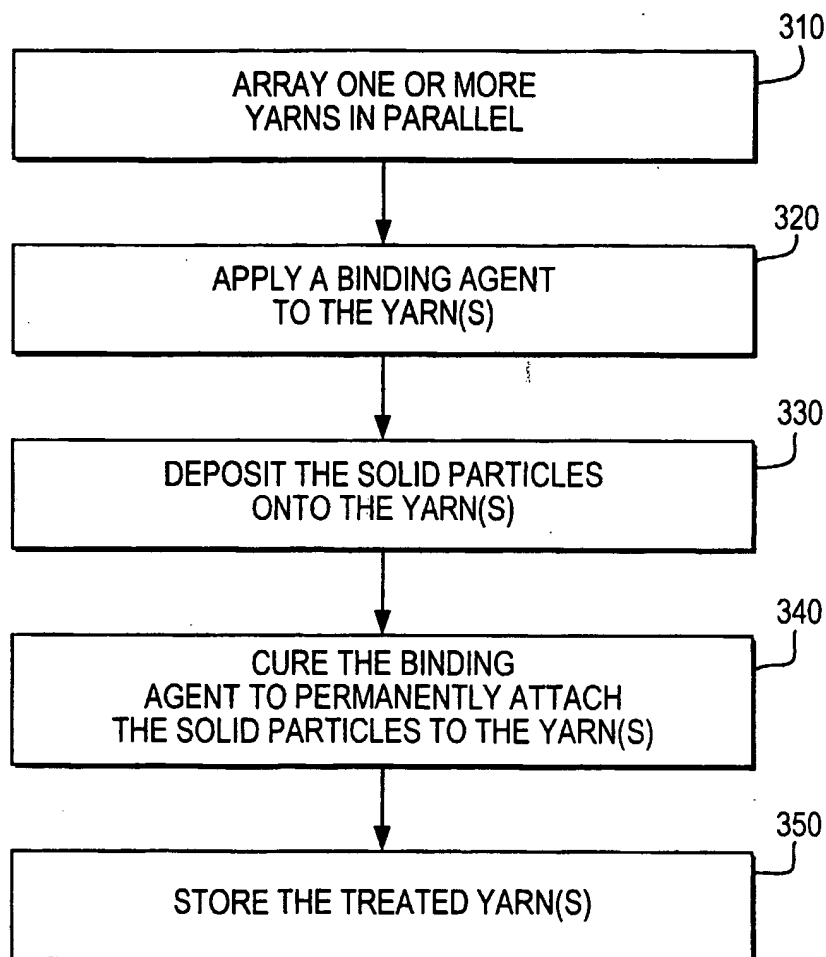 310
ARRAY ONE OR MORE
YARNS IN PARALLEL
320
APPLY A BINDING AGENT
TO THE YARN(S)
330
DEPOSIT THE SOLID PARTICLES
ONTO THE YARN(S)
340
CURE THE BINDING
AGENT TO PERMANENTLY ATTACH
THE SOLID PARTICLES TO THE YARN(S)
350
STORE THE TREATED YARN(S)